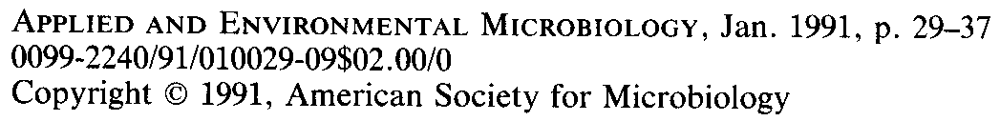 APPLIED AND ENVIRONMENTAL MICROBIOLOGY, Jan. 1991, p. 29–37
0099-2240/91/010029-09$02.00/0
Copyright © 1991, American Society for Microbiology